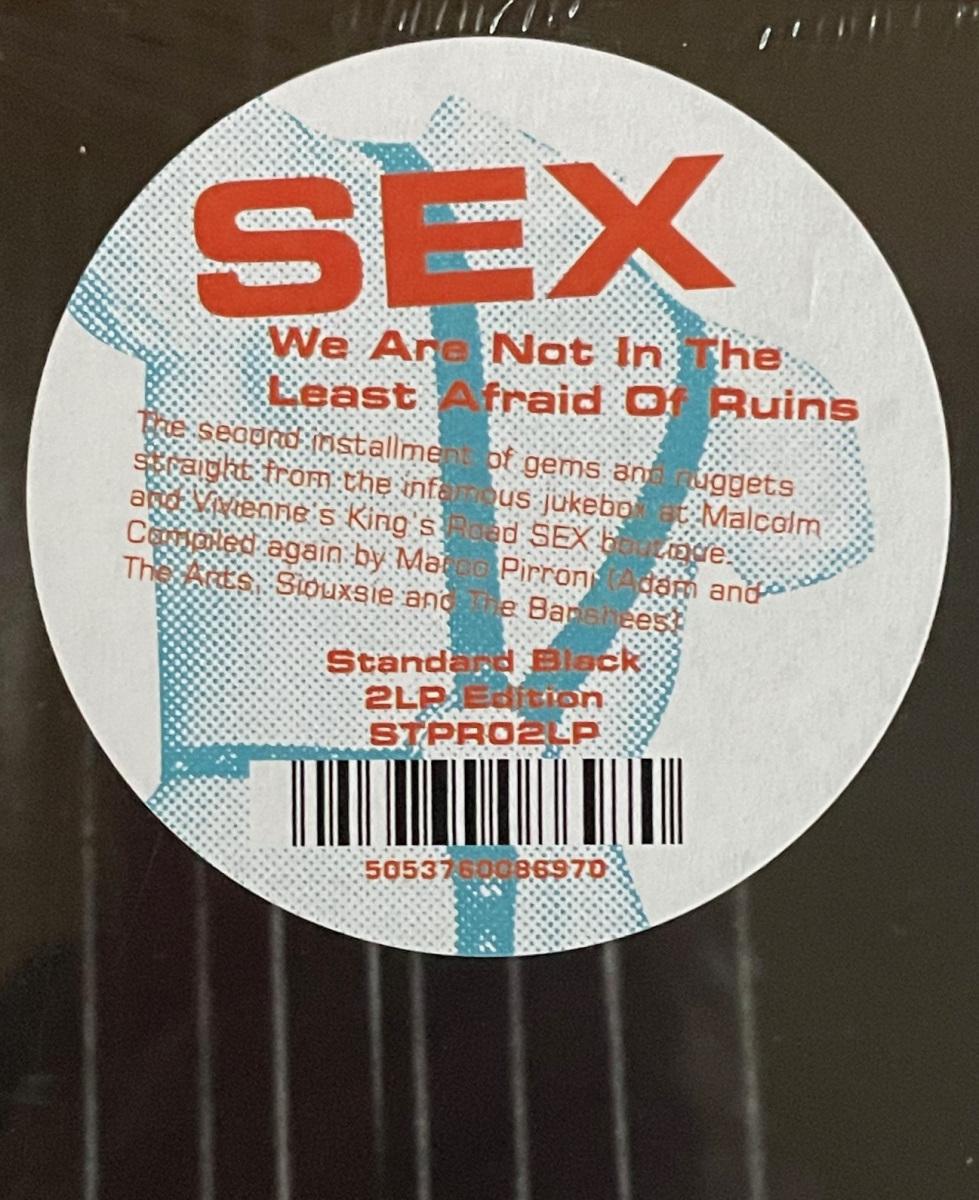 SEX
We Are Not In The
Least Afraid Of Ruins
The second installment of gems and nuggets
straight from the infamous jukebox at Malcolm
and Vivienne's King's Road SEX boutique.
Compiled again by Marco Pirroni (Adam and
The Ants, Siouxsie and The Banshees)
Standard Black
2LP Edition
STPR02LP
5053760086970